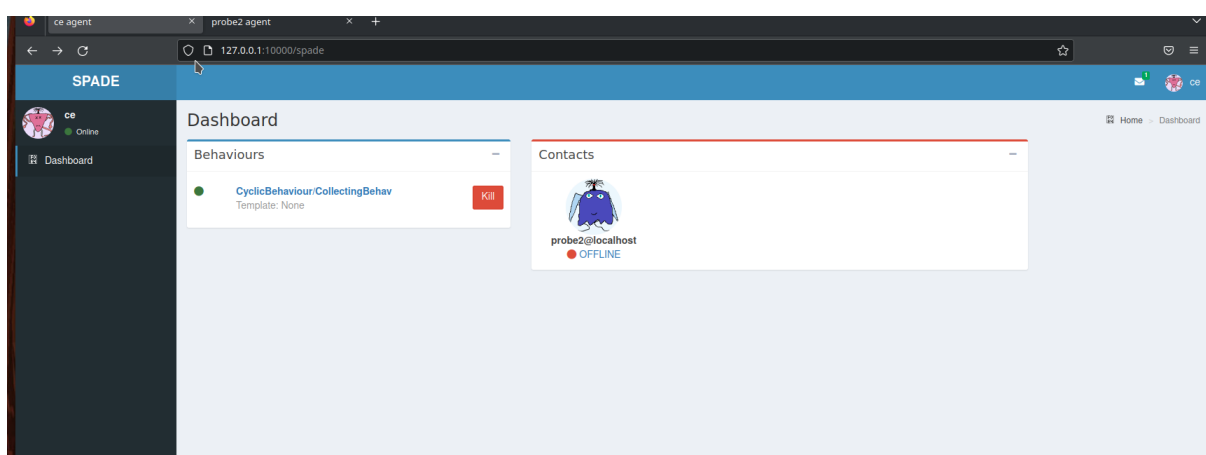 ce agent
probe2 agent
127.0.0.1:10000/spade
SPADE
1
ce
ce
Online
Dashboard
Home
Dashboard
Dashboard
Behaviours
CyclicBehaviour/CollectingBehav
Template: None
Kill
Contacts
probe2@localhost
OFFLINE